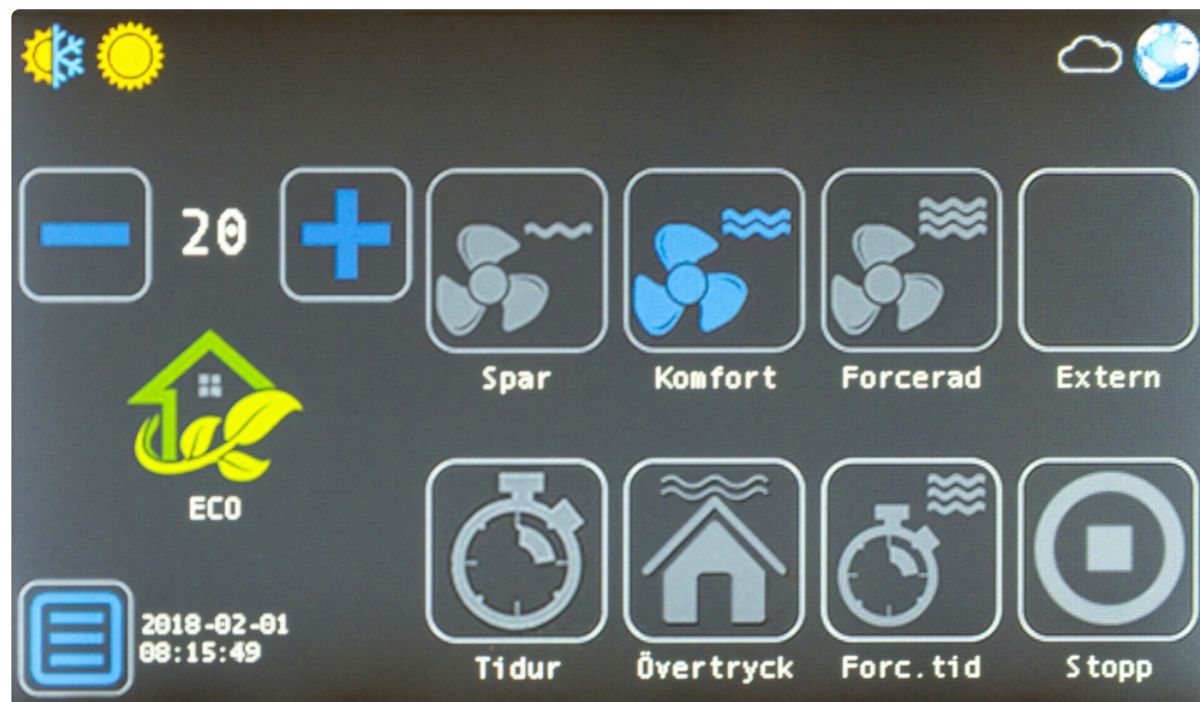 20
Spar
Komfort
Forcerad
Extern
ECO
2018-02-01
08:15:49
Tidur
Övertryck
Forc.tid
Stopp